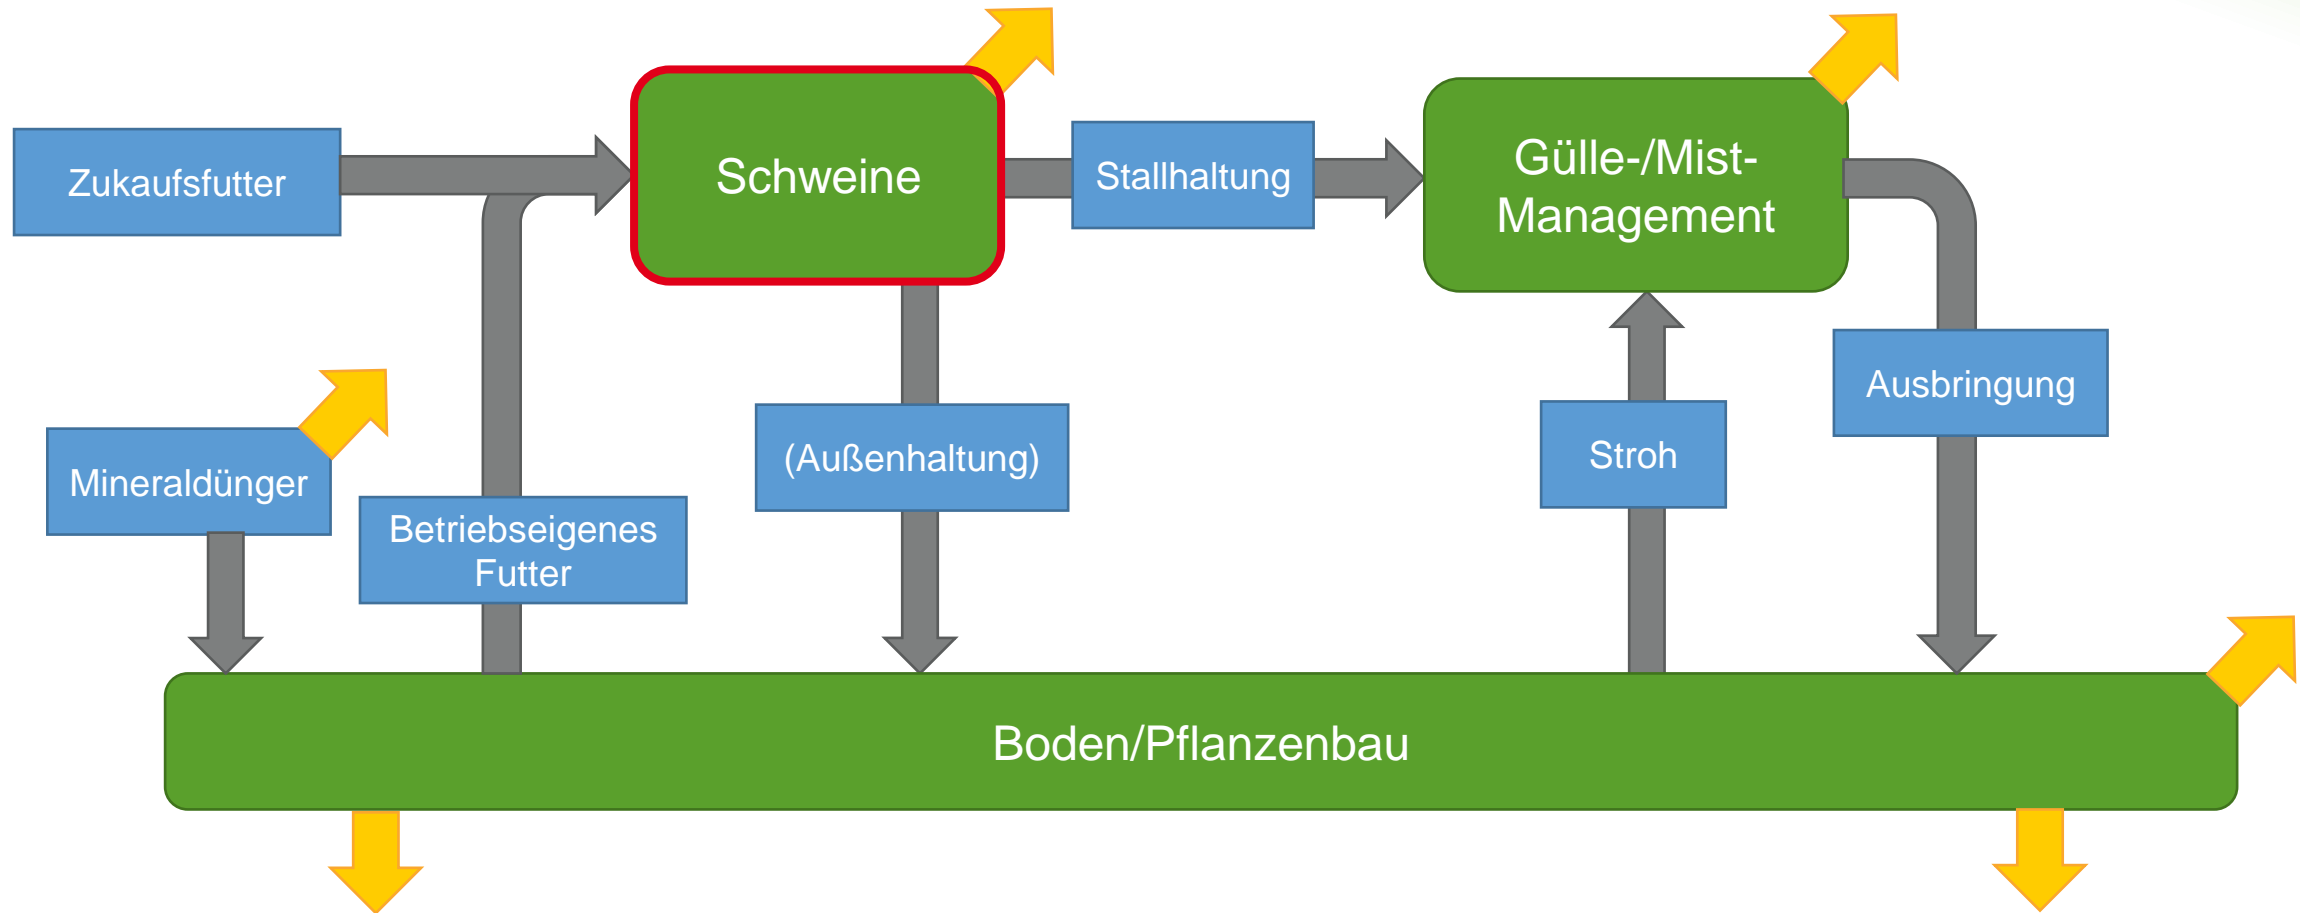 Zukaufsfutter
Schweine
Stallhaltung
Gülle-/Mist-
Management
Mineraldünger
Betriebseigenes
Futter
(Außenhaltung)
Stroh
Ausbringung
Boden/Pflanzenbau